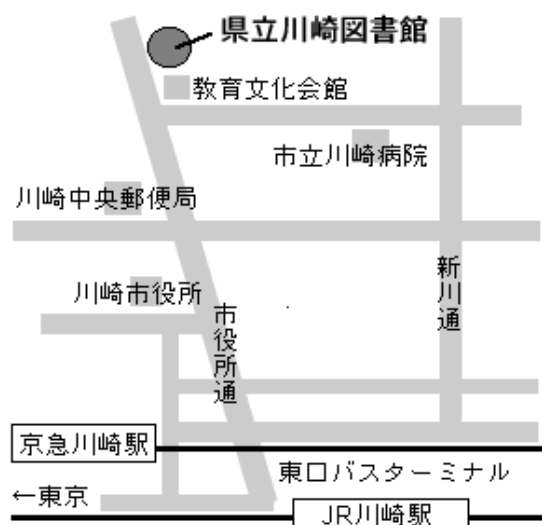 県立川崎図書館
教育文化会館
市立川崎病院
川崎中央郵便局
川崎市役所
市役所通
新川通
京急川崎駅
東口バスターミナル
←東京
JR川崎駅